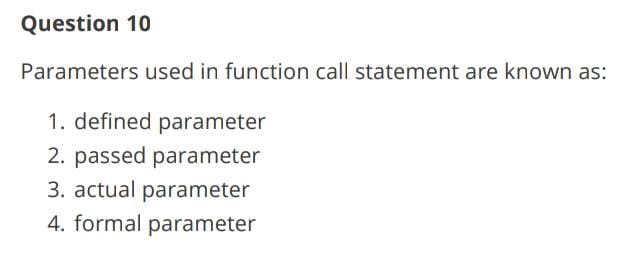 Question 10
Parameters used in function call statement are known as:
1. defined parameter
2. passed parameter
3. actual parameter
4. formal parameter